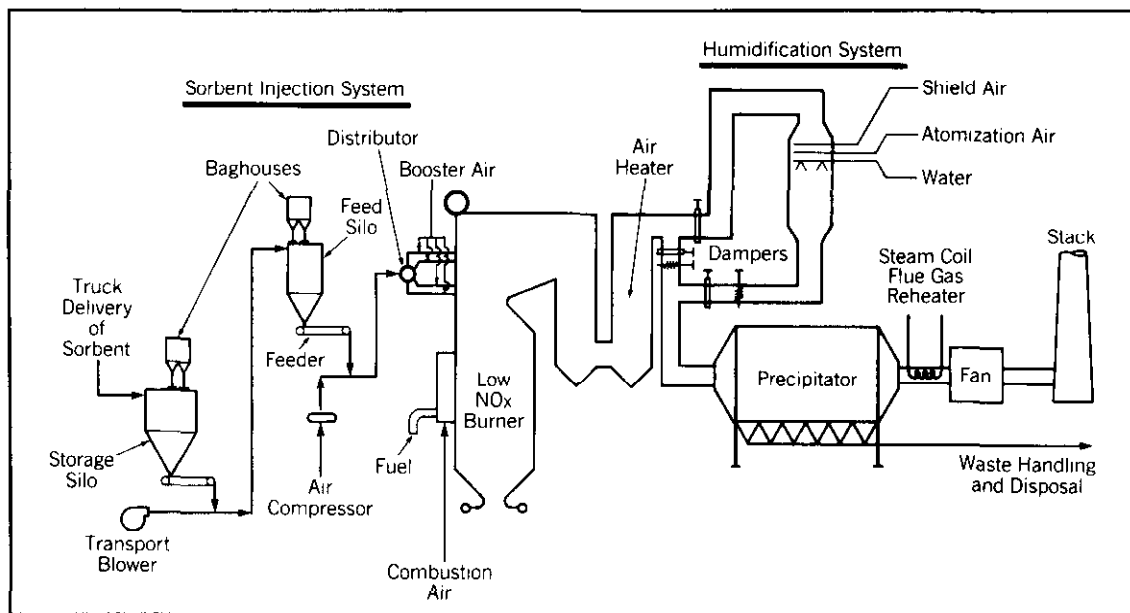 Humidification System
Sorbent Injection System
Shield Air
Atomization Air
Water
Distributor
Booster Air
Baghouses
Feed
Silo
Air
Heater
Dampers
Stack
Steam Coil
Flue Gas
Reheater
Truck
Delivery
of
Sorbent
Feeder
Precipitator
Fan
Low
NOx
Burner
Storage
Silo
Fuel
Air
Compressor
Waste Handling
and Disposal
Transport
Blower
Combustion
Air